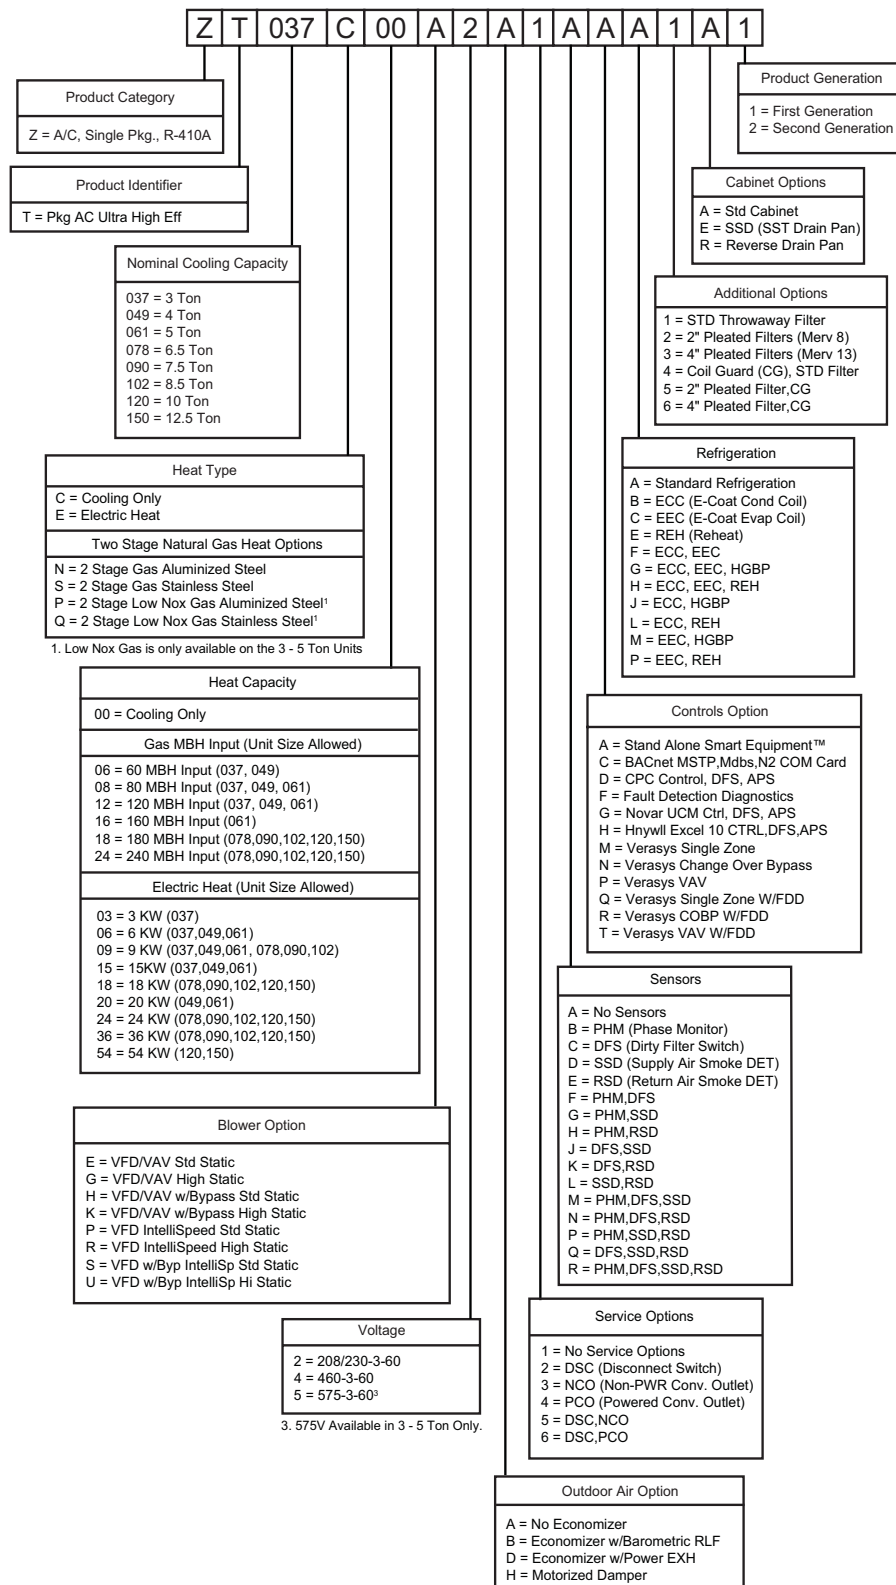 Z T 037 C 00 A 2 A 1 A A A 1 A 1
Product Category
Z = A/C, Single Pkg., R-410A
Product Identifier
T = Pkg AC Ultra High Eff
Nominal Cooling Capacity
037 = 3 Ton
049 = 4 Ton
061 = 5 Ton
078 = 6.5 Ton
090 = 7.5 Ton
102 = 8.5 Ton
120 = 10 Ton
150 = 12.5 Ton
Heat Type
C = Cooling Only
E = Electric Heat
Two Stage Natural Gas Heat Options
N = 2 Stage Gas Aluminized Steel
S = 2 Stage Gas Stainless Steel
P = 2 Stage Low Nox Gas Aluminized Steel¹
Q = 2 Stage Low Nox Gas Stainless Steel¹
1. Low Nox Gas is only available on the 3 - 5 Ton Units
Heat Capacity
00 = Cooling Only
Gas MBH Input (Unit Size Allowed)
06 = 60 MBH Input (037, 049)
08 = 80 MBH Input (037, 049, 061)
12 = 120 MBH Input (037, 049, 061)
16 = 160 MBH Input (061)
18 = 180 MBH Input (078,090,102,120,150)
24 = 240 MBH Input (078,090,102,120,150)
Electric Heat (Unit Size Allowed)
03 = 3 KW (037)
06 = 6 KW (037,049,061)
09 = 9 KW (037,049,061, 078,090,102)
15 = 15KW (037,049,061)
18 = 18 KW (078,090,102,120,150)
20 = 20 KW (049,061)
24 = 24 KW (078,090,102,120,150)
36 = 36 KW (078,090,102,120,150)
54 = 54 KW (120,150)
Blower Option
E = VFD/VAV Std Static
G = VFD/VAV High Static
H = VFD/VAV w/Bypass Std Static
K = VFD/VAV w/Bypass High Static
P = VFD IntelliSpeed Std Static
R = VFD IntelliSpeed High Static
S = VFD w/Byp IntelliSp Std Static
U = VFD w/Byp IntelliSp Hi Static
Voltage
2 = 208/230-3-60
4 = 460-3-60
5 = 575-3-60³
3. 575V Available in 3 - 5 Ton Only.
Product Generation
1 = First Generation
2 = Second Generation
Cabinet Options
A = Std Cabinet
E = SSD (SST Drain Pan)
R = Reverse Drain Pan
Additional Options
1 = STD Throwaway Filter
2 = 2" Pleated Filters (Merv 8)
3 = 4" Pleated Filters (Merv 13)
4 = Coil Guard (CG), STD Filter
5 = 2" Pleated Filter,CG
6 = 4" Pleated Filter,CG
Refrigeration
A = Standard Refrigeration
B = ECC (E-Coat Cond Coil)
C = EEC (E-Coat Evap Coil)
E = REH (Reheat)
F = ECC, EEC
G = ECC, EEC, HGBP
H = ECC, EEC, REH
J = ECC, HGBP
L = ECC, REH
M = EEC, HGBP
P = EEC, REH
Controls Option
A = Stand Alone Smart Equipment™
C = BACnet MSTP,Mdbs,N2 COM Card
D = CPC Control, DFS, APS
F = Fault Detection Diagnostics
G = Novar UCM Ctrl, DFS, APS
H = Hnywll Excel 10 CTRL,DFS,APS
M = Verasys Single Zone
N = Verasys Change Over Bypass
P = Verasys VAV
Q = Verasys Single Zone W/FDD
R = Verasys COBP W/FDD
T = Verasys VAV W/FDD
Sensors
A = No Sensors
B = PHM (Phase Monitor)
C = DFS (Dirty Filter Switch)
D = SSD (Supply Air Smoke DET)
E = RSD (Return Air Smoke DET)
F = PHM,DFS
G = PHM,SSD
H = PHM,RSD
J = DFS,SSD
K = DFS,RSD
L = SSD,RSD
M = PHM,DFS,SSD
N = PHM,DFS,RSD
P = PHM,SSD,RSD
Q = DFS,SSD,RSD
R = PHM,DFS,SSD,RSD
Service Options
1 = No Service Options
2 = DSC (Disconnect Switch)
3 = NCO (Non-PWR Conv. Outlet)
4 = PCO (Powered Conv. Outlet)
5 = DSC,NCO
6 = DSC,PCO
Outdoor Air Option
A = No Economizer
B = Economizer w/Barometric RLF
D = Economizer w/Power EXH
H = Motorized Damper